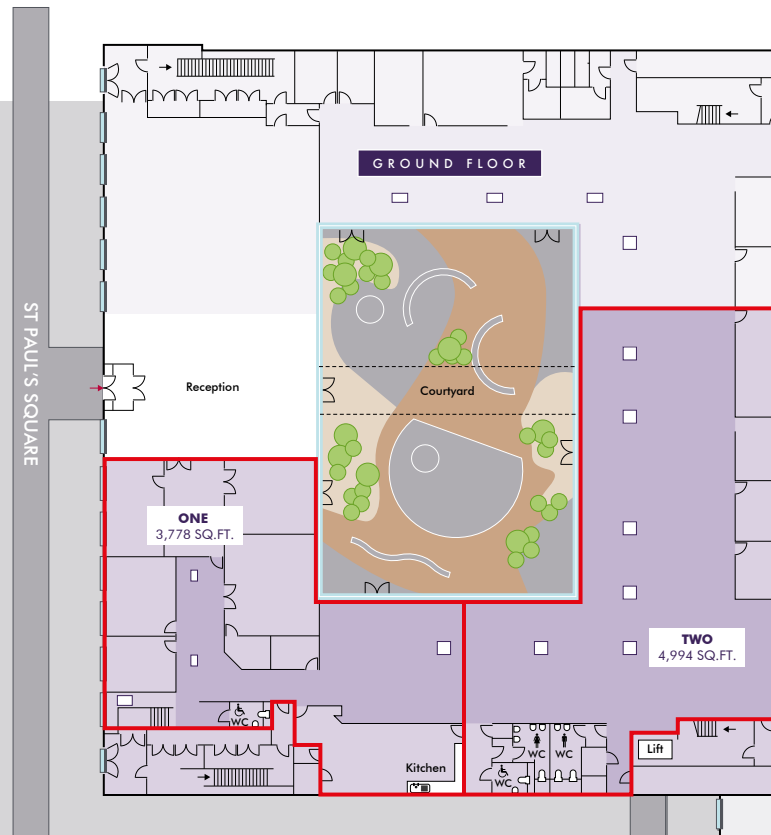 GROUND FLOOR
ST PAUL'S SQUARE
Reception
Courtyard
ONE
3,778 SQ.FT.
TWO
4,994 SQ.FT.
WC
WC
WC
WC
Lift
Kitchen